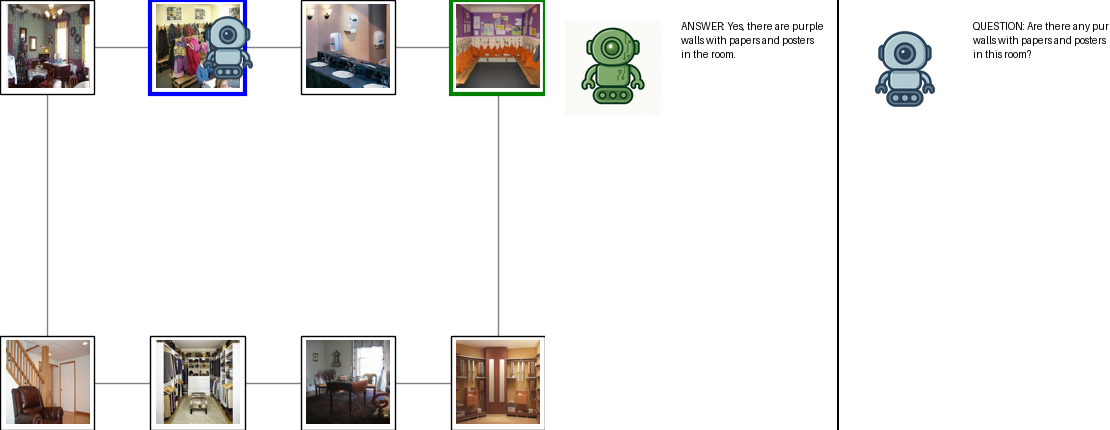 ANSWER: Yes, there are purple
walls with papers and posters
in the room.
QUESTION: Are there any pur
walls with papers and posters
in this room?